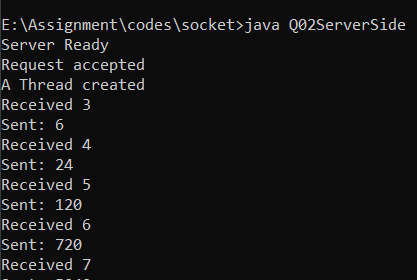 E:\Assignment\codes\socket>java Q02ServerSide
Server Ready
Request accepted
A Thread created
Received 3
Sent: 6
Received 4
Sent: 24
Received 5
Sent: 120
Received 6
Sent: 720
Received 7